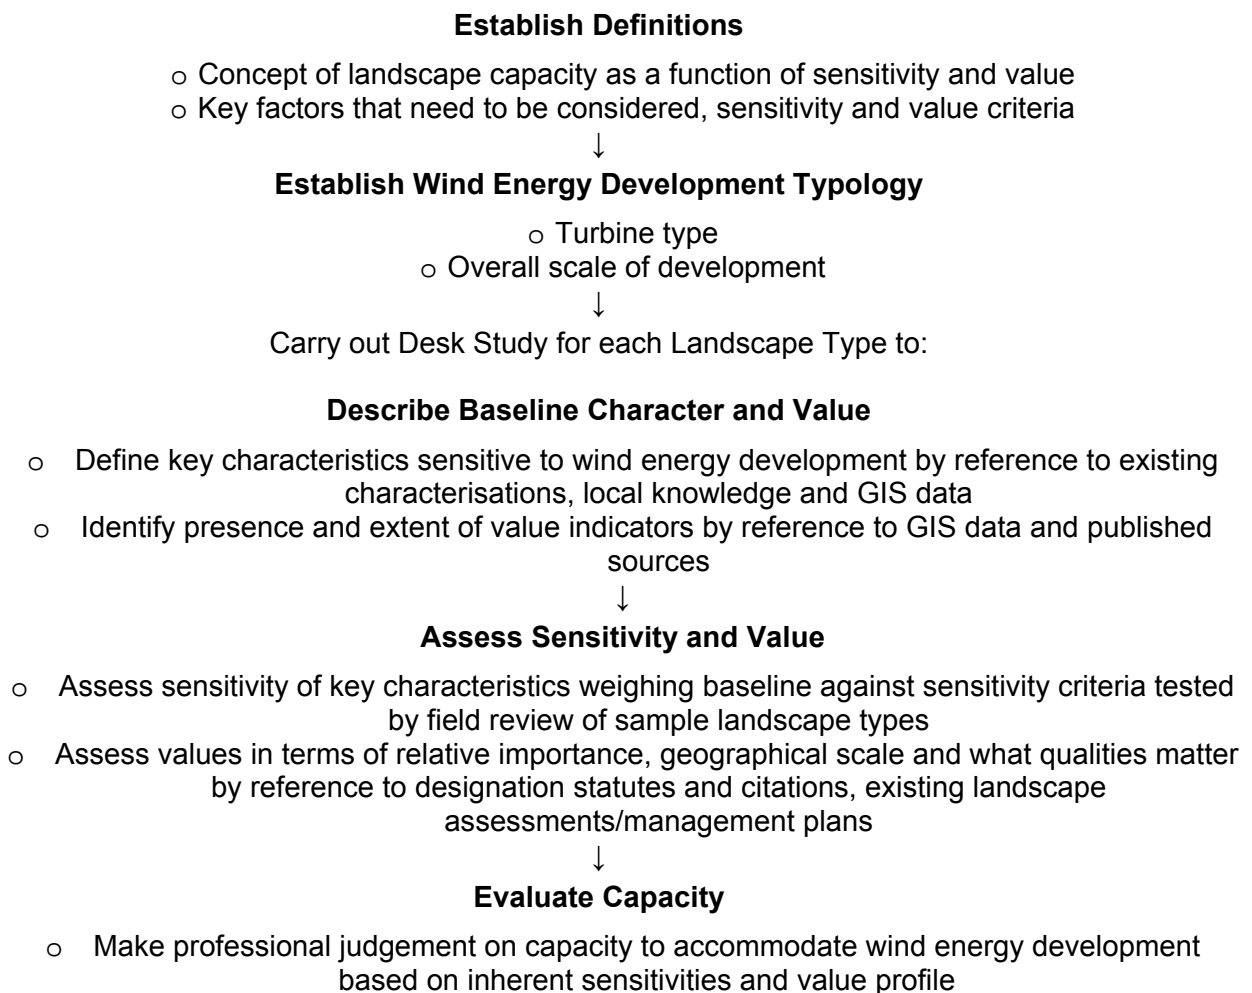 Establish Definitions
o Concept of landscape capacity as a function of sensitivity and value
o Key factors that need to be considered, sensitivity and value criteria
↓
Establish Wind Energy Development Typology
o Turbine type
o Overall scale of development
↓
Carry out Desk Study for each Landscape Type to:
Describe Baseline Character and Value
o Define key characteristics sensitive to wind energy development by reference to existing
characterisations, local knowledge and GIS data
o Identify presence and extent of value indicators by reference to GIS data and published
sources
↓
Assess Sensitivity and Value
o Assess sensitivity of key characteristics weighing baseline against sensitivity criteria tested
by field review of sample landscape types
o Assess values in terms of relative importance, geographical scale and what qualities matter
by reference to designation statutes and citations, existing landscape
assessments/management plans
↓
Evaluate Capacity
o Make professional judgement on capacity to accommodate wind energy development
based on inherent sensitivities and value profile